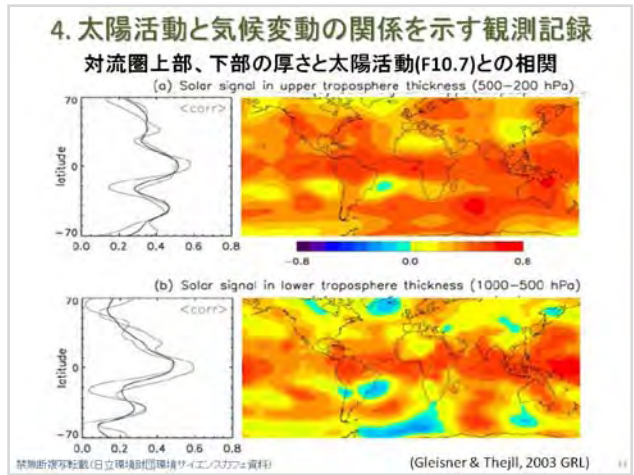 4. 太陽活動と気候変動の関係を示す観測記録
対流圏上部、下部の厚さと太陽活動(F10.7)との相関
(a) Solar signal in upper troposphere thickness (500−200 hPa)
70
<corr>
latitude
0
−70
0.0 0.2 0.4 0.6 0.8
−0.8 0.0 0.8
(b) Solar signal in lower troposphere thickness (1000−500 hPa)
70
<corr>
latitude
0
−70
0.0 0.2 0.4 0.6 0.8
禁無断複写転載(日立環境財団環境サイエンスカフェ資料)
(Gleisner & Thejll, 2003 GRL)